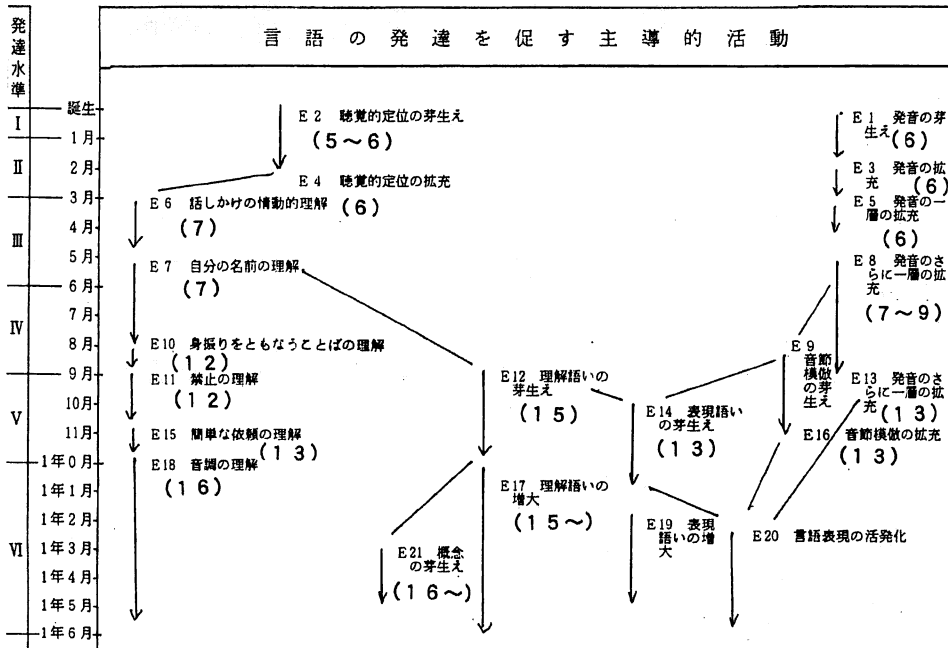 発達水準
言語の発達を促す主導的活動
誕生
I
1月
II
2月
3月
III
4月
5月
6月
IV
7月
8月
9月
V
10月
11月
1年0月
1年1月
VI
1年2月
1年3月
1年4月
1年5月
1年6月
E2 聴覚的定位の芽生え
(5~6)
E4 聴覚的定位の拡充
(6)
E6 話しかけの情動的理解
(7)
E7 自分の名前の理解
(7)
E10 身振りをともなうことばの理解
(12)
E11 禁止の理解
(12)
E15 簡単な依頼の理解
(13)
E18 音調の理解
(16)
E12 理解語いの
芽生え
(15)
E17 理解語いの
増大
(15~)
E21 概念
の芽生え
(16~)
E14 表現語い
の芽生え
(13)
E19 表現
語いの増
大
E9
音節
模倣
の芽
生え
E16 音節模倣の拡充
(13)
E20 言語表現の活発化
E1 発音の芽
生え
(6)
E3 発音の拡
充
(6)
E5 発音の一
層の拡充
(6)
E8 発音のさ
らに一層の拡
充
(7~9)
E13 発音のさ
らに一層の拡
充
(13)